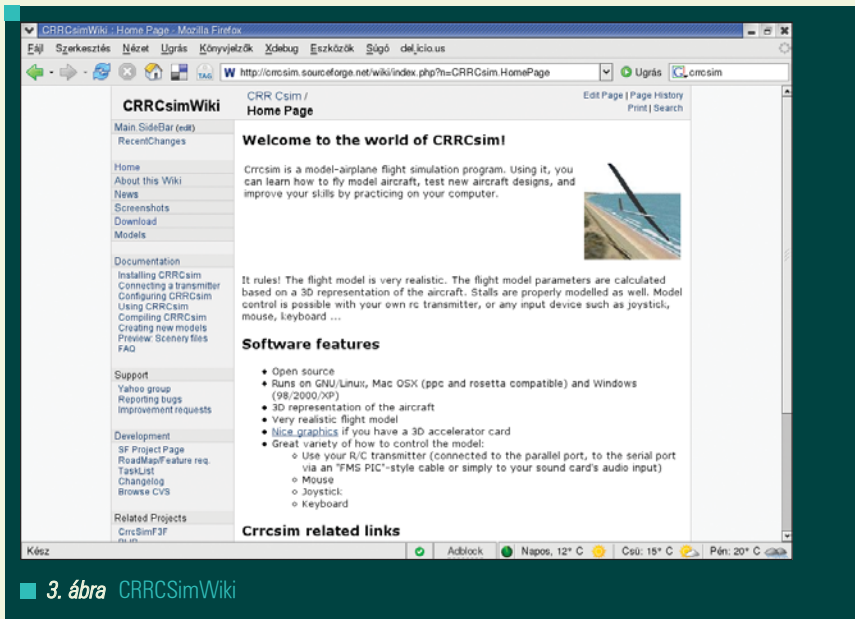 CRRCsimWiki : Home Page - Mozilla Firefox
Fájl Szerkesztés Nézet Ugrás Könyvjelzők Xdebug Eszközök Súgó del.icio.us
TAG W http://crrcsim.sourceforge.net/wiki/index.php?n=CRRCsim.HomePage Ugrás G crrcsim
CRRCsimWiki
Main.SideBar (edit)
RecentChanges
Home
About this Wiki
News
Screenshots
Download
Models
Documentation
Installing CRRCsim
Connecting a transmitter
Configuring CRRCsim
Using CRRCsim
Compiling CRRCsim
Creating new models
Preview: Scenery files
FAQ
Support
Yahoo group
Reporting bugs
Improvement requests
Development
SF Project Page
RoadMap/Feature req.
TaskList
Changelog
Browse CVS
Related Projects
CrrcSimF3F
CRR Csim /
Home Page
Edit Page | Page History
Print | Search
Welcome to the world of CRRCsim!
Crrcsim is a model-airplane flight simulation program. Using it, you
can learn how to fly model aircraft, test new aircraft designs, and
improve your skills by practicing on your computer.
It rules! The flight model is very realistic. The flight model parameters are calculated
based on a 3D representation of the aircraft. Stalls are properly modelled as well. Model
control is possible with your own rc transmitter, or any input device such as joystick,
mouse, keyboard ...
Software features
♦ Open source
♦ Runs on GNU/Linux, Mac OSX (ppc and rosetta compatible) and Windows
(98/2000/XP)
♦ 3D representation of the aircraft
♦ Very realistic flight model
♦ Nice graphics if you have a 3D accelerator card
♦ Great variety of how to control the model:
⋄ Use your R/C transmitter (connected to the parallel port, to the serial port
via an "FMS PIC"-style cable or simply to your sound card's audio input)
⋄ Mouse
⋄ Joystick
⋄ Keyboard
Crrcsim related links
Kész Adblock Napos, 12° C Csü: 15° C Pén: 20° C
3. ábra CRRCSimWiki